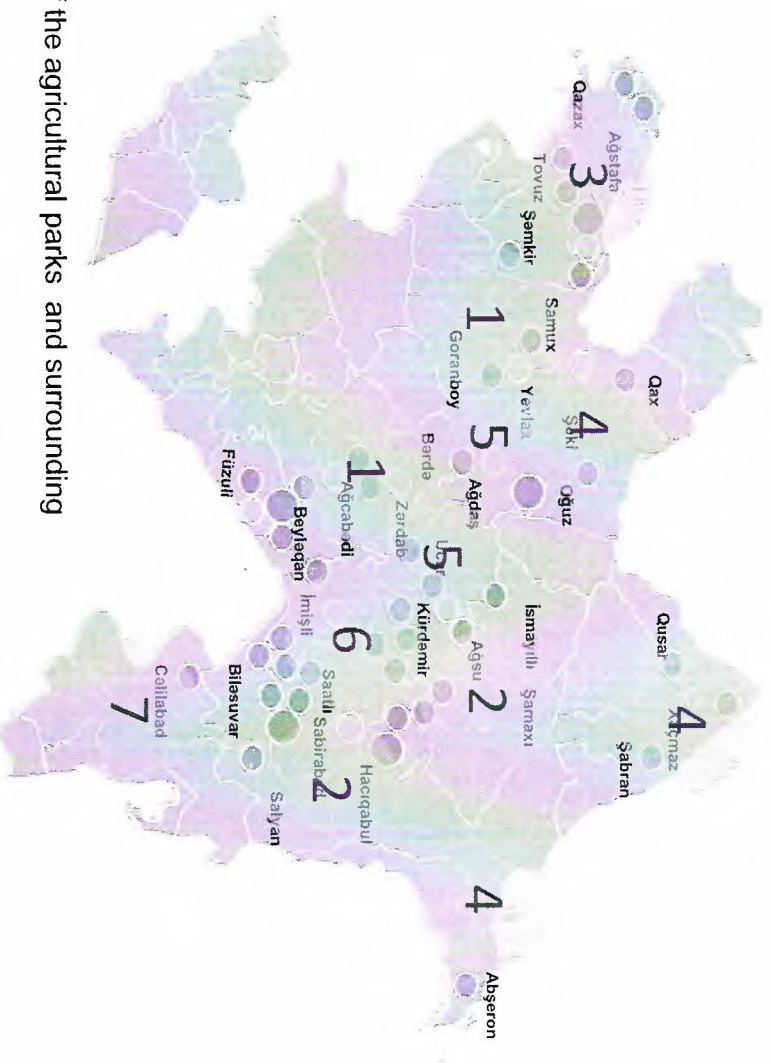 Qazax
Ağstafa
3
Tovuz
Şəmkir
1
Samux
Goranboy
Yevlax
Qax
4
Şəki
5
Bərdə
Ağdaş
Oğuz
Füzuli
1
Ağcabədi
Beyləqan
Zərdab
5
Ucar
İmişli
6
Kürdəmir
İsmayıllı
Ağsu
2
Şamaxı
Qusar
4
Xaçmaz
Şabran
Cəlilabad
7
Biləsuvar
Saatlı
Sabirabad
2
Hacıqabul
Salyan
4
Abşeron
the agricultural parks and surrounding